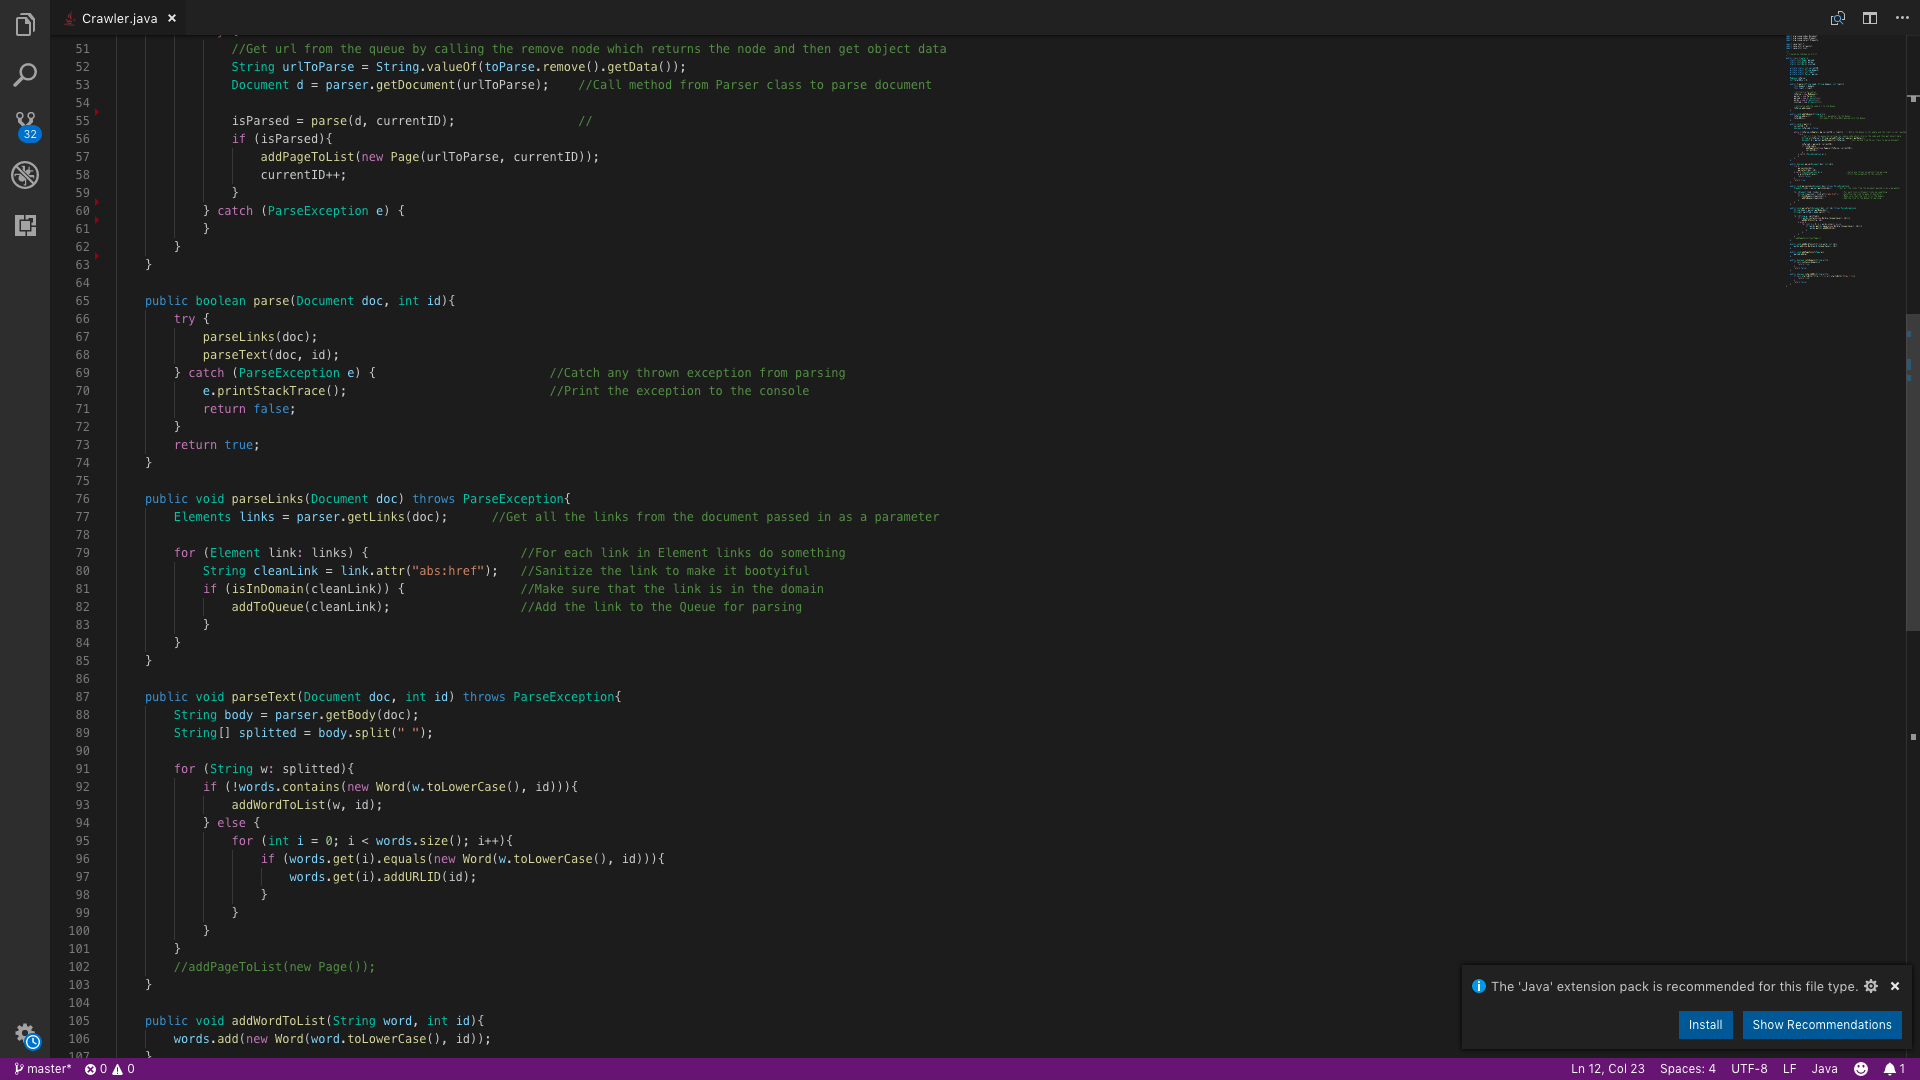 Crawler.java
51 //Get url from the queue by calling the remove node which returns the node and then get object data
52 String urlToParse = String.valueOf(toParse.remove().getData());
53 Document d = parser.getDocument(urlToParse); //Call method from Parser class to parse document
54
55 isParsed = parse(d, currentID); //
56 if (isParsed){
57 addPageToList(new Page(urlToParse, currentID));
58 currentID++;
59 }
60 } catch (ParseException e) {
61 }
62 }
63 }
64
65 public boolean parse(Document doc, int id){
66 try {
67 parseLinks(doc);
68 parseText(doc, id);
69 } catch (ParseException e) { //Catch any thrown exception from parsing
70 e.printStackTrace(); //Print the exception to the console
71 return false;
72 }
73 return true;
74 }
75
76 public void parseLinks(Document doc) throws ParseException{
77 Elements links = parser.getLinks(doc); //Get all the links from the document passed in as a parameter
78
79 for (Element link: links) { //For each link in Element links do something
80 String cleanLink = link.attr("abs:href"); //Sanitize the link to make it bootyiful
81 if (isInDomain(cleanLink)) { //Make sure that the link is in the domain
82 addToQueue(cleanLink); //Add the link to the Queue for parsing
83 }
84 }
85 }
86
87 public void parseText(Document doc, int id) throws ParseException{
88 String body = parser.getBody(doc);
89 String[] splitted = body.split(" ");
90
91 for (String w: splitted){
92 if (!words.contains(new Word(w.toLowerCase(), id))){
93 addWordToList(w, id);
94 } else {
95 for (int i = 0; i < words.size(); i++){
96 if (words.get(i).equals(new Word(w.toLowerCase(), id))){
97 words.get(i).addURLID(id);
98 }
99 }
100 }
101 }
102 //addPageToList(new Page());
103 }
104
105 public void addWordToList(String word, int id){
106 words.add(new Word(word.toLowerCase(), id));
107 }
32
The 'Java' extension pack is recommended for this file type.
Install Show Recommendations
master* 0 0 Ln 12, Col 23 Spaces: 4 UTF-8 LF Java 1